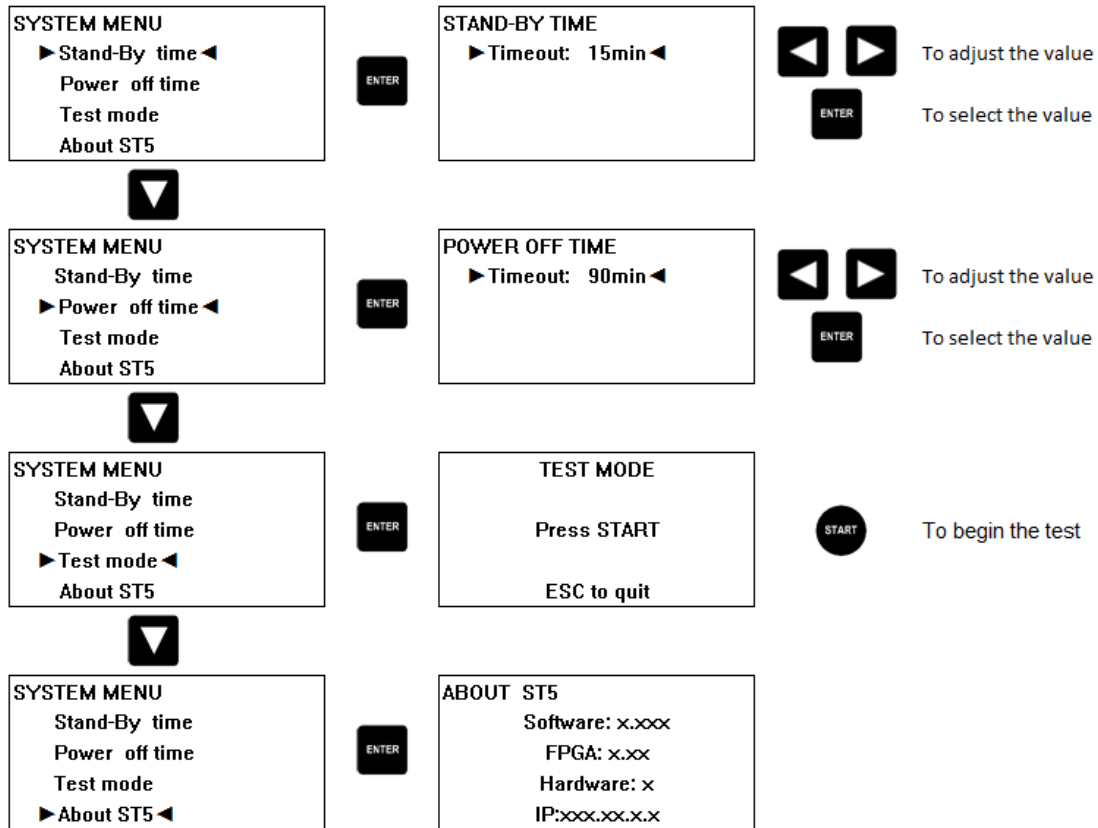 SYSTEM MENU
►Stand-By time◄
Power off time
Test mode
About ST5
ENTER
STAND-BY TIME
►Timeout: 15min◄
To adjust the value
ENTER
To select the value
SYSTEM MENU
Stand-By time
►Power off time◄
Test mode
About ST5
ENTER
POWER OFF TIME
►Timeout: 90min◄
To adjust the value
ENTER
To select the value
SYSTEM MENU
Stand-By time
Power off time
►Test mode◄
About ST5
ENTER
TEST MODE
Press START
ESC to quit
START
To begin the test
SYSTEM MENU
Stand-By time
Power off time
Test mode
►About ST5◄
ENTER
ABOUT ST5
Software: x.xxx
FPGA: x.xx
Hardware: x
IP:xxx.xx.x.x